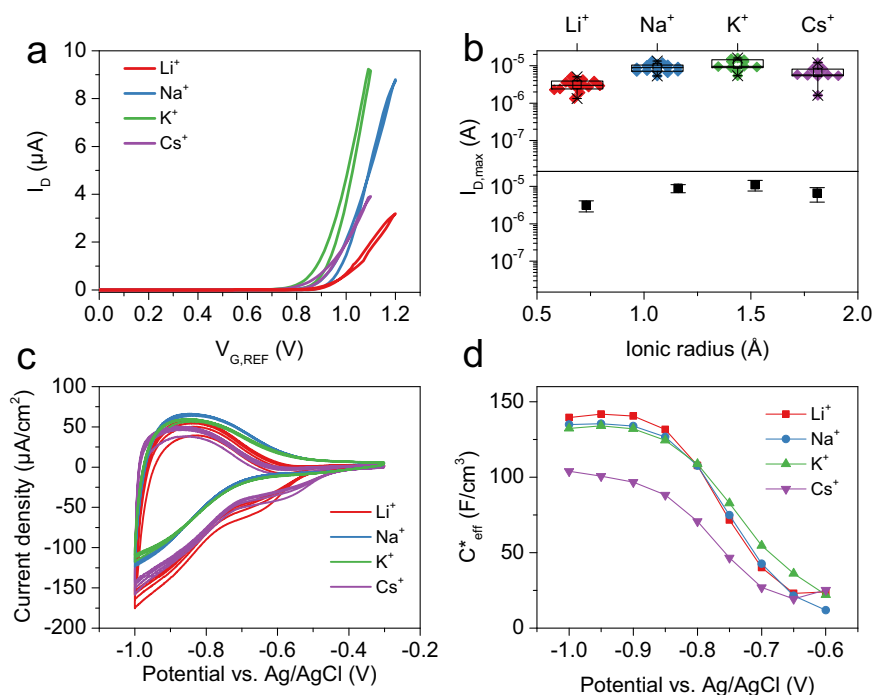 a
I_D (µA)
10
8
6
4
2
0
Li⁺
Na⁺
K⁺
Cs⁺
0.0 0.2 0.4 0.6 0.8 1.0 1.2
V_G,REF (V)
b
Li⁺ Na⁺ K⁺ Cs⁺
I_D,max (A)
10⁻⁵
10⁻⁶
10⁻⁷
10⁻⁵
10⁻⁶
10⁻⁷
0.5 1.0 1.5 2.0
Ionic radius (Å)
c
Current density (µA/cm²)
100
50
0
-50
-100
-150
-200
Li⁺
Na⁺
K⁺
Cs⁺
-1.0 -0.8 -0.6 -0.4 -0.2
Potential vs. Ag/AgCl (V)
d
C*_eff (F/cm³)
150
100
50
0
Li⁺
Na⁺
K⁺
Cs⁺
-1.0 -0.9 -0.8 -0.7 -0.6
Potential vs. Ag/AgCl (V)